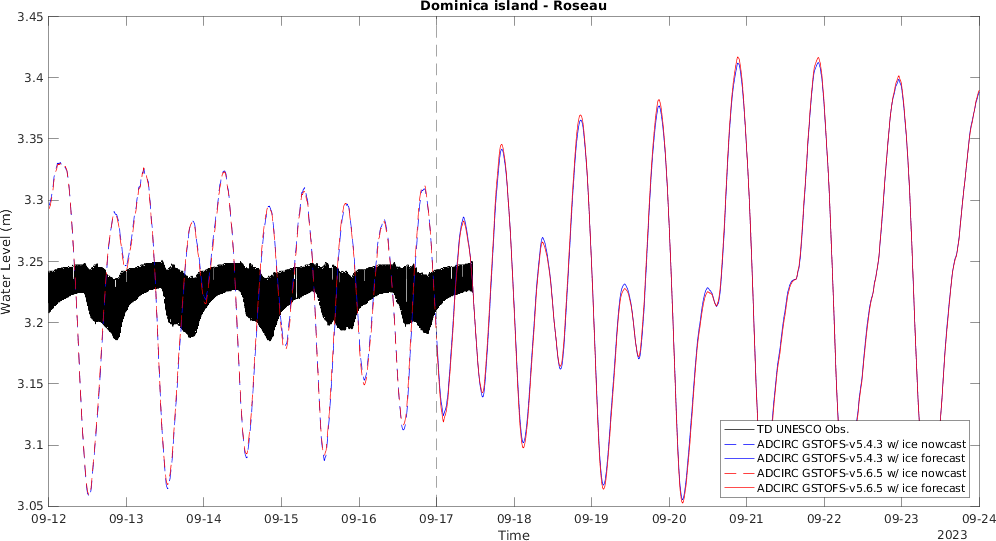 Dominica island - Roseau
3.45
3.4
3.35
3.3
3.25
3.2
3.15
3.1
3.05
Water Level (m)
TD UNESCO Obs.
ADCIRC GSTOFS-v5.4.3 w/ ice nowcast
ADCIRC GSTOFS-v5.4.3 w/ ice forecast
ADCIRC GSTOFS-v5.6.5 w/ ice nowcast
ADCIRC GSTOFS-v5.6.5 w/ ice forecast
09-12 09-13 09-14 09-15 09-16 09-17 09-18 09-19 09-20 09-21 09-22 09-23 09-24
Time
2023